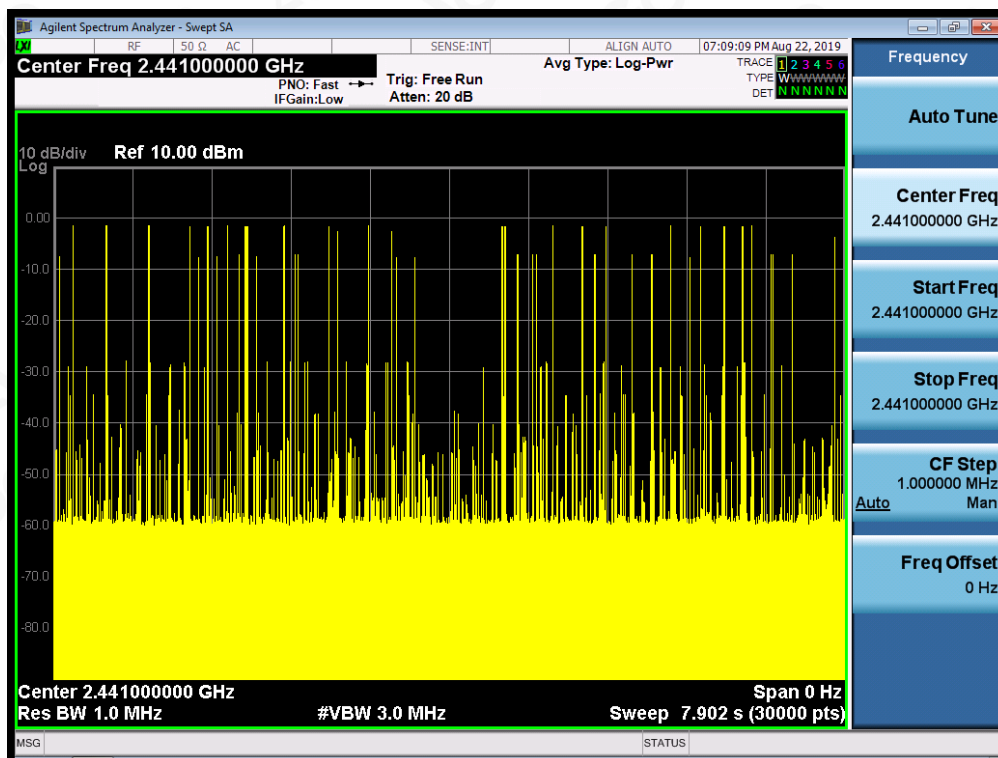 Agilent Spectrum Analyzer - Swept SA
LXI RF 50 Ω AC SENSE:INT ALIGN AUTO 07:09:09 PM Aug 22, 2019
Center Freq 2.441000000 GHz
PNO: Fast
IFGain:Low
Trig: Free Run
Atten: 20 dB
Avg Type: Log-Pwr
TRACE 1 2 3 4 5 6
TYPE WWWWWW
DET N N N N N N
10 dB/div Ref 10.00 dBm
Log
0.00
-10.0
-20.0
-30.0
-40.0
-50.0
-60.0
-70.0
-80.0
Center 2.441000000 GHz Span 0 Hz
Res BW 1.0 MHz #VBW 3.0 MHz Sweep 7.902 s (30000 pts)
MSG STATUS
Frequency
Auto Tune
Center Freq
2.441000000 GHz
Start Freq
2.441000000 GHz
Stop Freq
2.441000000 GHz
CF Step
1.000000 MHz
Auto Man
Freq Offset
0 Hz